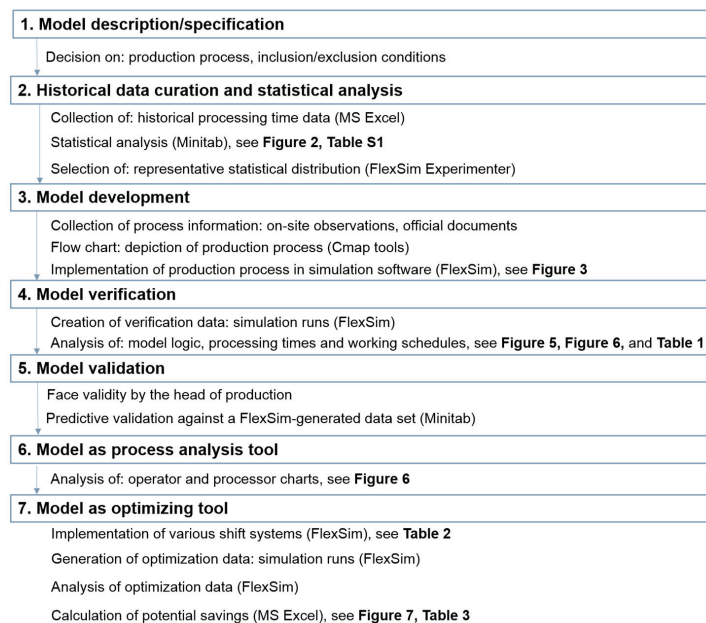 1. Model description/specification
Decision on: production process, inclusion/exclusion conditions
2. Historical data curation and statistical analysis
Collection of: historical processing time data (MS Excel)
Statistical analysis (Minitab), see Figure 2, Table S1
Selection of: representative statistical distribution (FlexSim Experimenter)
3. Model development
Collection of process information: on-site observations, official documents
Flow chart: depiction of production process (Cmap tools)
Implementation of production process in simulation software (FlexSim), see Figure 3
4. Model verification
Creation of verification data: simulation runs (FlexSim)
Analysis of: model logic, processing times and working schedules, see Figure 5, Figure 6, and Table 1
5. Model validation
Face validity by the head of production
Predictive validation against a FlexSim-generated data set (Minitab)
6. Model as process analysis tool
Analysis of: operator and processor charts, see Figure 6
7. Model as optimizing tool
Implementation of various shift systems (FlexSim), see Table 2
Generation of optimization data: simulation runs (FlexSim)
Analysis of optimization data (FlexSim)
Calculation of potential savings (MS Excel), see Figure 7, Table 3